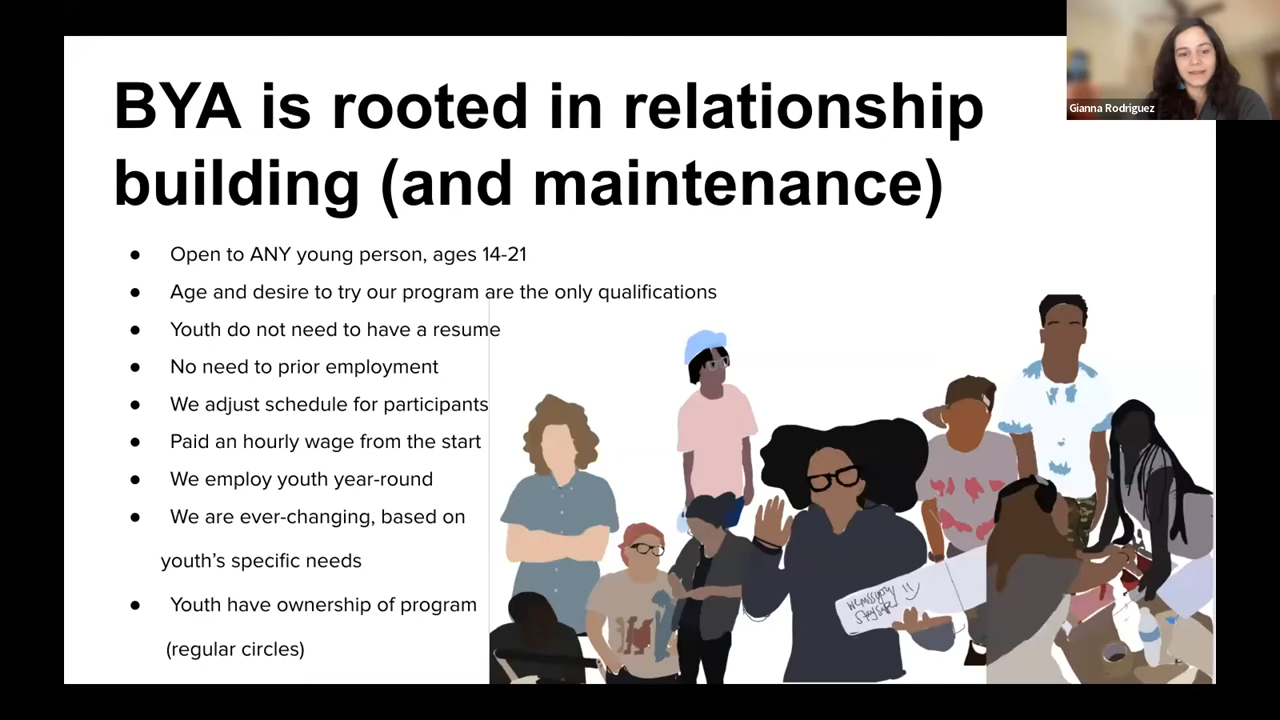 BYA is rooted in relationship
building (and maintenance)
Gianna Rodriguez
● Open to ANY young person, ages 14-21
● Age and desire to try our program are the only qualifications
● Youth do not need to have a resume
● No need to prior employment
● We adjust schedule for participants
● Paid an hourly wage from the start
● We employ youth year-round
● We are ever-changing, based on
youth’s specific needs
● Youth have ownership of program
(regular circles)